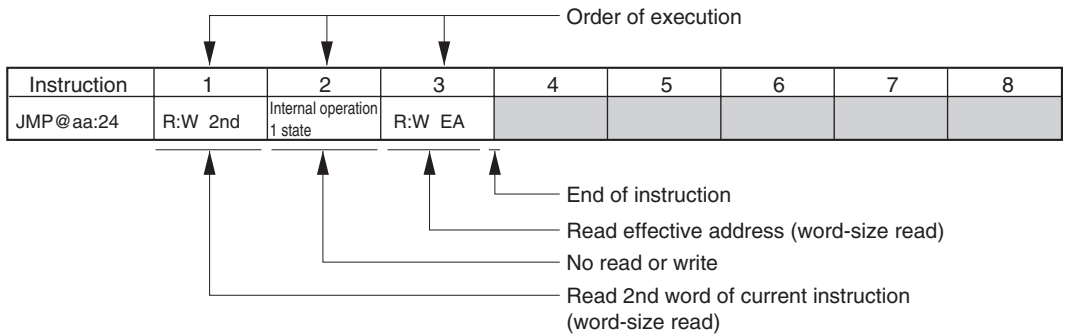 Order of execution
Instruction 1 2 3 4 5 6 7 8
JMP@aa:24 R:W 2nd Internal operation R:W EA
1 state
End of instruction
Read effective address (word-size read)
No read or write
Read 2nd word of current instruction
(word-size read)